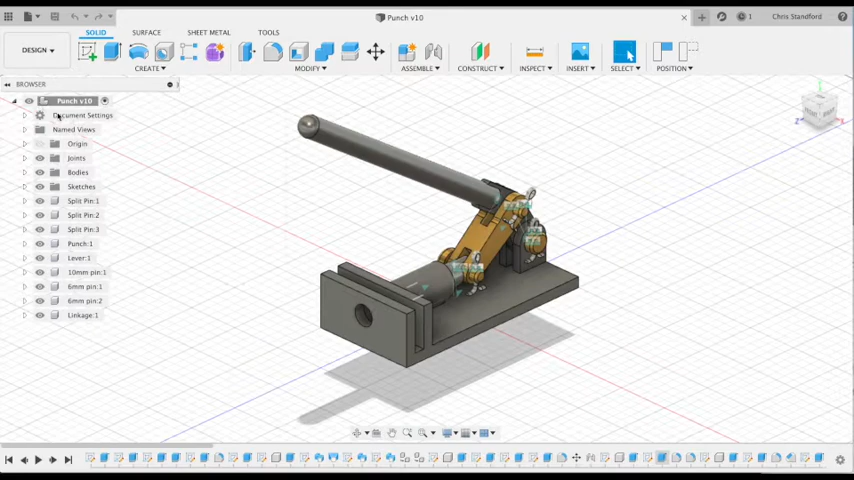 Punch v10
1
Chris Standford
SOLID SURFACE SHEET METAL TOOLS
DESIGN
CREATE MODIFY ASSEMBLE CONSTRUCT INSPECT INSERT SELECT POSITION
BROWSER
Punch v10
Document Settings
Named Views
Origin
Joints
Bodies
Sketches
Split Pin:1
Split Pin:2
Split Pin:3
Punch:1
Lever:1
10mm pin:1
6mm pin:1
6mm pin:2
Linkage:1
Z